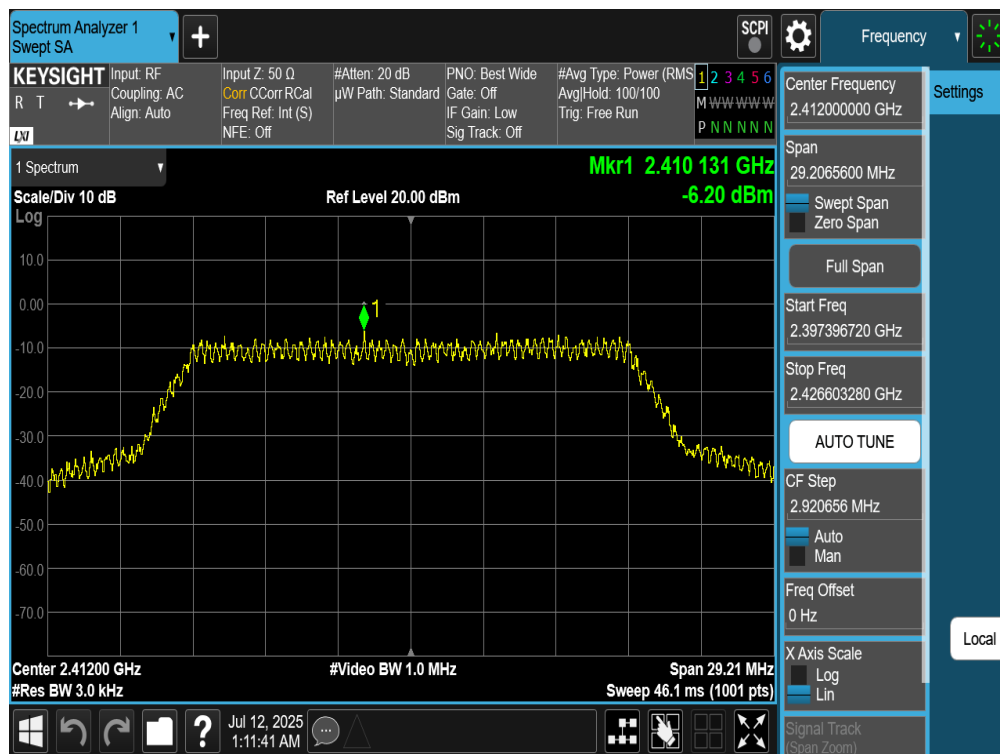 Spectrum Analyzer 1
Swept SA
+
SCPI
Frequency
KEYSIGHT
R T
LXI
Input: RF
Coupling: AC
Align: Auto
Input Z: 50 Ω
Corr CCorr RCal
Freq Ref: Int (S)
NFE: Off
#Atten: 20 dB
µW Path: Standard
PNO: Best Wide
Gate: Off
IF Gain: Low
Sig Track: Off
#Avg Type: Power (RMS
Avg|Hold: 100/100
Trig: Free Run
1 2 3 4 5 6
M W W W W W W
P N N N N N
Settings
1 Spectrum
Mkr1 2.410 131 GHz
-6.20 dBm
Scale/Div 10 dB
Ref Level 20.00 dBm
Log
10.0
0.00
-10.0
-20.0
-30.0
-40.0
-50.0
-60.0
-70.0
1
Center 2.41200 GHz
#Video BW 1.0 MHz
Span 29.21 MHz
#Res BW 3.0 kHz
Sweep 46.1 ms (1001 pts)
Center Frequency
2.412000000 GHz
Span
29.2065600 MHz
Swept Span
Zero Span
Full Span
Start Freq
2.397396720 GHz
Stop Freq
2.426603280 GHz
AUTO TUNE
CF Step
2.920656 MHz
Auto
Man
Freq Offset
0 Hz
X Axis Scale
Log
Lin
Signal Track
(Span Zoom)
Local
?
Jul 12, 2025
1:11:41 AM